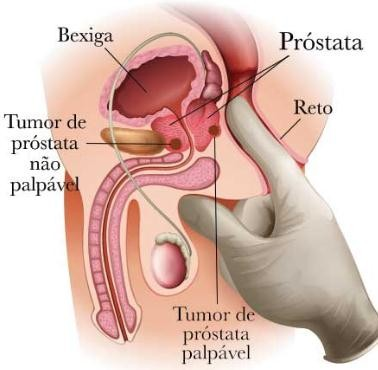 Bexiga
Próstata
Reto
Tumor de
próstata
não
palpável
Tumor de
próstata
palpável